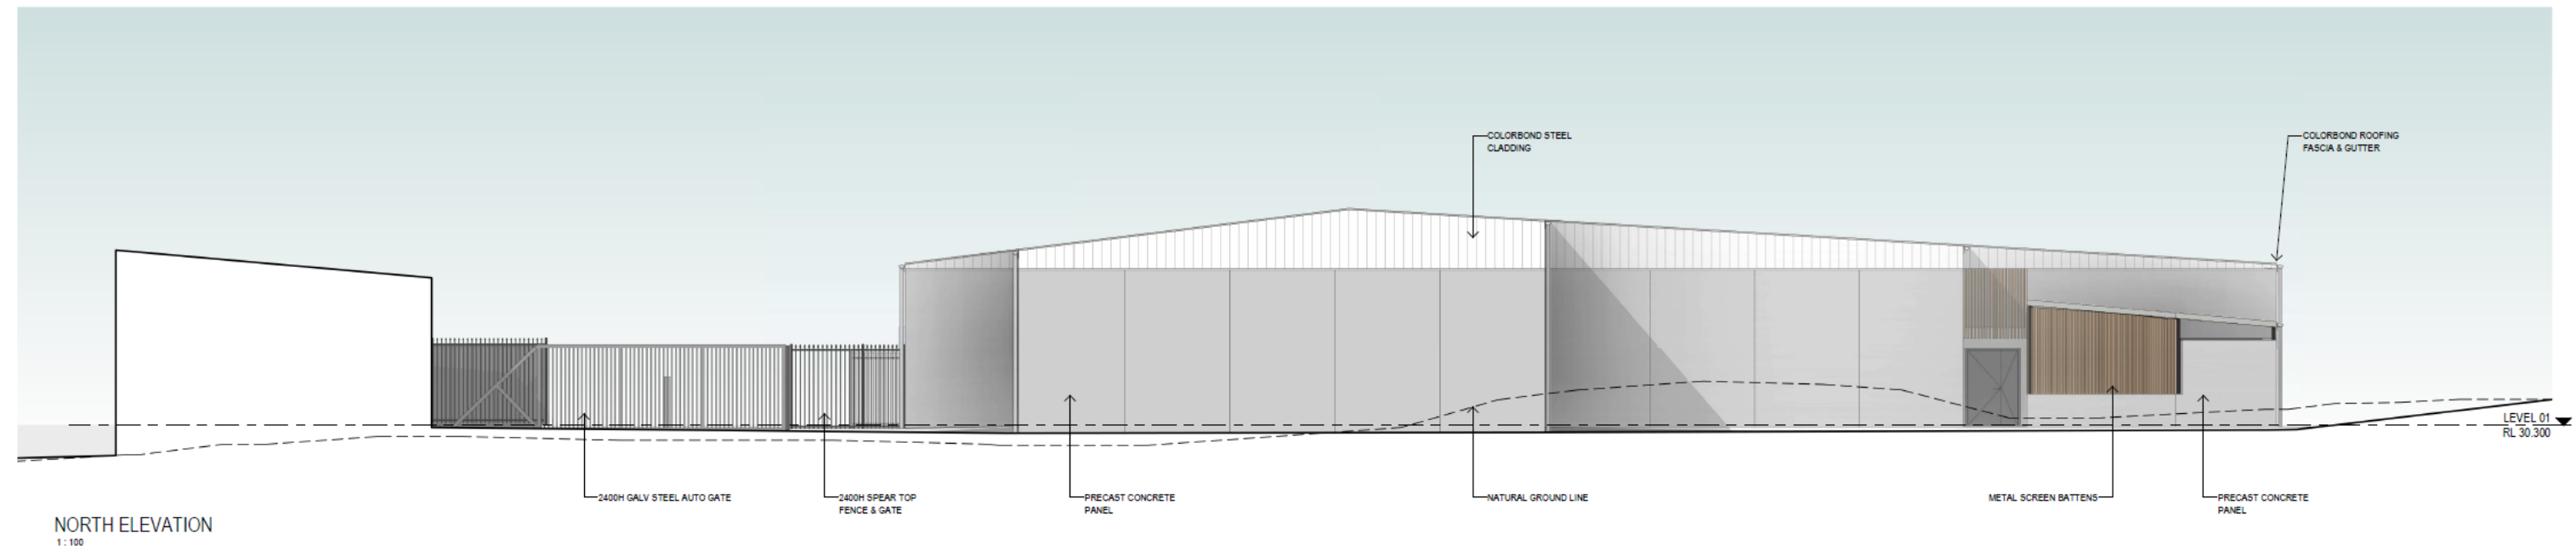 COLORBOND STEEL
CLADDING
COLORBOND ROOFING
FASCIA & GUTTER
LEVEL 01
RL 30.300
2400H GALV STEEL AUTO GATE
2400H SPEAR TOP
FENCE & GATE
PRECAST CONCRETE
PANEL
NATURAL GROUND LINE
METAL SCREEN BATTENS
PRECAST CONCRETE
PANEL
NORTH ELEVATION
1 : 100